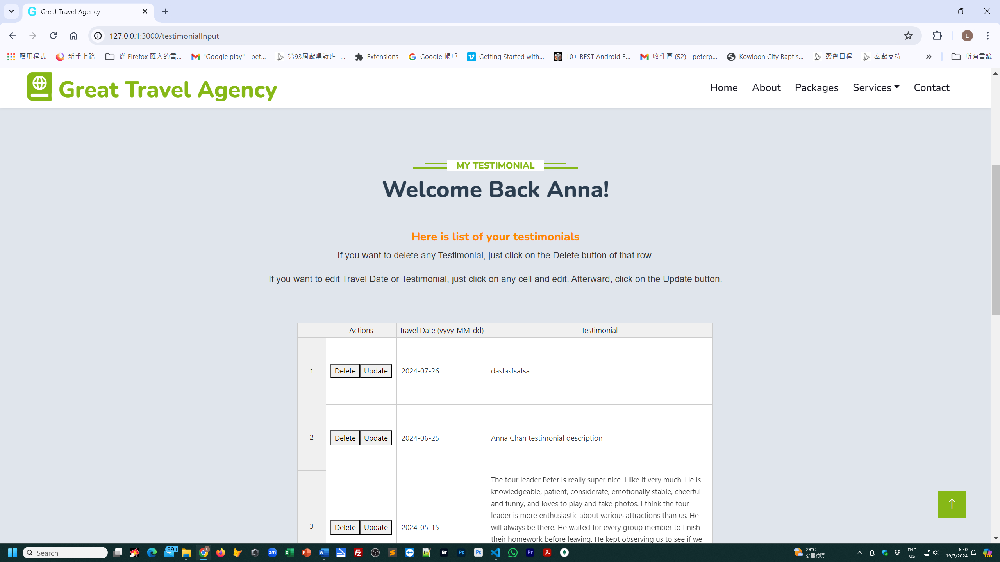 Great Travel Agency
127.0.0.1:3000/testimonialInput
L
應用程式 新手上路 從 Firefox 匯入的書... "Google play" - pet... 第93屆獻唱詩班 -... Extensions Google 帳戶 Getting Started with... 10+ BEST Android E... 收件匣 (52) - peterp... Kowloon City Baptis... 聚會日程 奉獻支持 » 所有書籤
Great Travel Agency Home About Packages Services Contact
MY TESTIMONIAL
Welcome Back Anna!
Here is list of your testimonials
If you want to delete any Testimonial, just click on the Delete button of that row.
If you want to edit Travel Date or Testimonial, just click on any cell and edit. Afterward, click on the Update button.
Actions Travel Date (yyyy-MM-dd) Testimonial
1 Delete Update 2024-07-26 dasfasfsafsa
2 Delete Update 2024-06-25 Anna Chan testimonial description
3 Delete Update 2024-05-15
The tour leader Peter is really super nice. I like it very much. He is
knowledgeable, patient, considerate, emotionally stable, cheerful
and funny, and loves to play and take photos. I think the tour
leader is more enthusiastic about various attractions than us. He
will always be there. He waited for every group member to finish
their homework before leaving. He kept observing us to see if we
Search 99+ L zm Br Ps Ps Pr
28°C
多雲時晴
ENG
US
6:40
19/7/2024
PRE